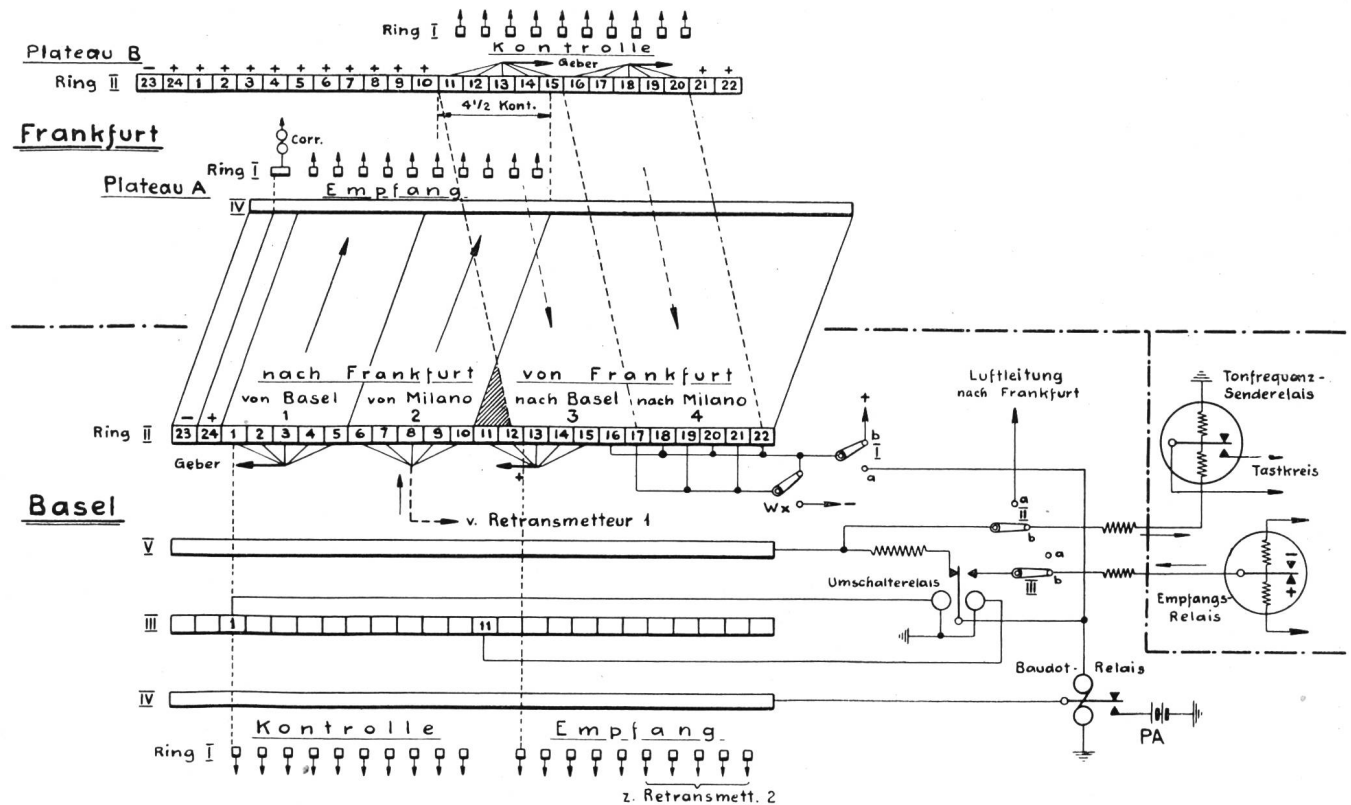 Ring I
Kontrolle
Plateau B
Geber
- + + + + + + + + + + + + +
Ring II 23 24 1 2 3 4 5 6 7 8 9 10 11 12 13 14 15 16 17 18 19 20 21 22
4½ Kont.
Frankfurt
Corr.
Ring I
Plateau A
Empfang
IV
nach Frankfurt von Frankfurt
von Basel von Milano nach Basel nach Milano
1 2 3 4
- +
Ring II 23 24 1 2 3 4 5 6 7 8 9 10 11 12 13 14 15 16 17 18 19 20 21 22
Geber
+
+
b
I
a
Wx
-
Basel
v. Retransmetteur 1
Luftleitung
nach Frankfurt
a
II
b
Tonfrequenz-
Senderelais
Tastkreis
V
Umschalterelais
a
III
b
Empfangs-
Relais
-
+
III 1 11
Baudot-Relais
IV
PA
Kontrolle Empfang
Ring I
z. Retransmett. 2